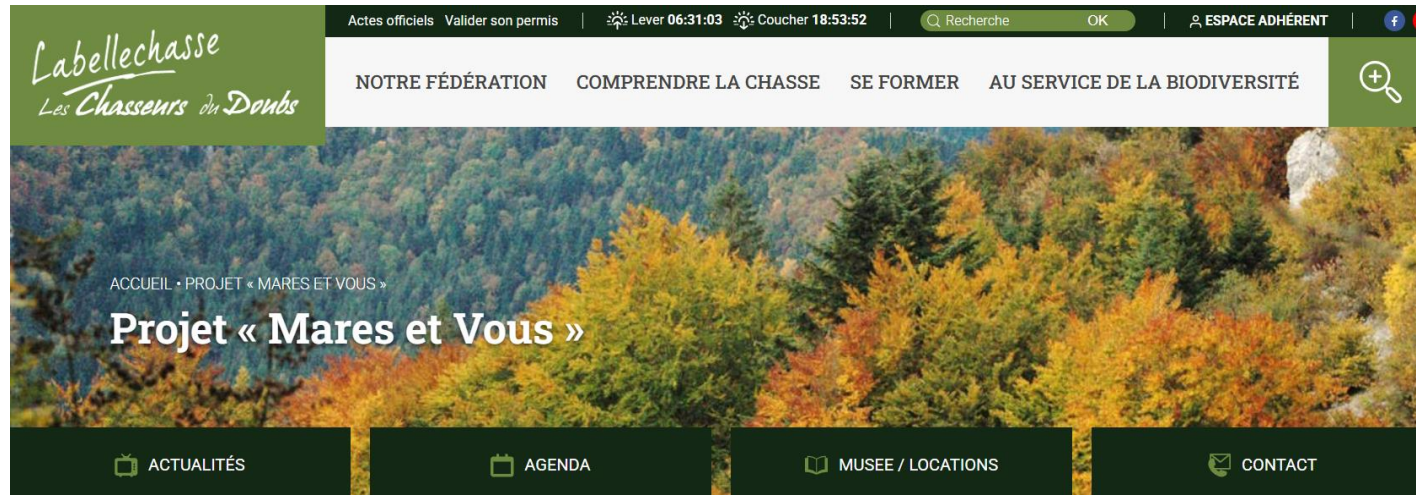 Labellechasse
Les Chasseurs du Doubs
Actes officiels Valider son permis Lever 06:31:03 Coucher 18:53:52 Recherche OK ESPACE ADHÉRENT
NOTRE FÉDÉRATION COMPRENDRE LA CHASSE SE FORMER AU SERVICE DE LA BIODIVERSITÉ
ACCUEIL • PROJET « MARES ET VOUS »
Projet « Mares et Vous »
ACTUALITÉS AGENDA MUSEE / LOCATIONS CONTACT